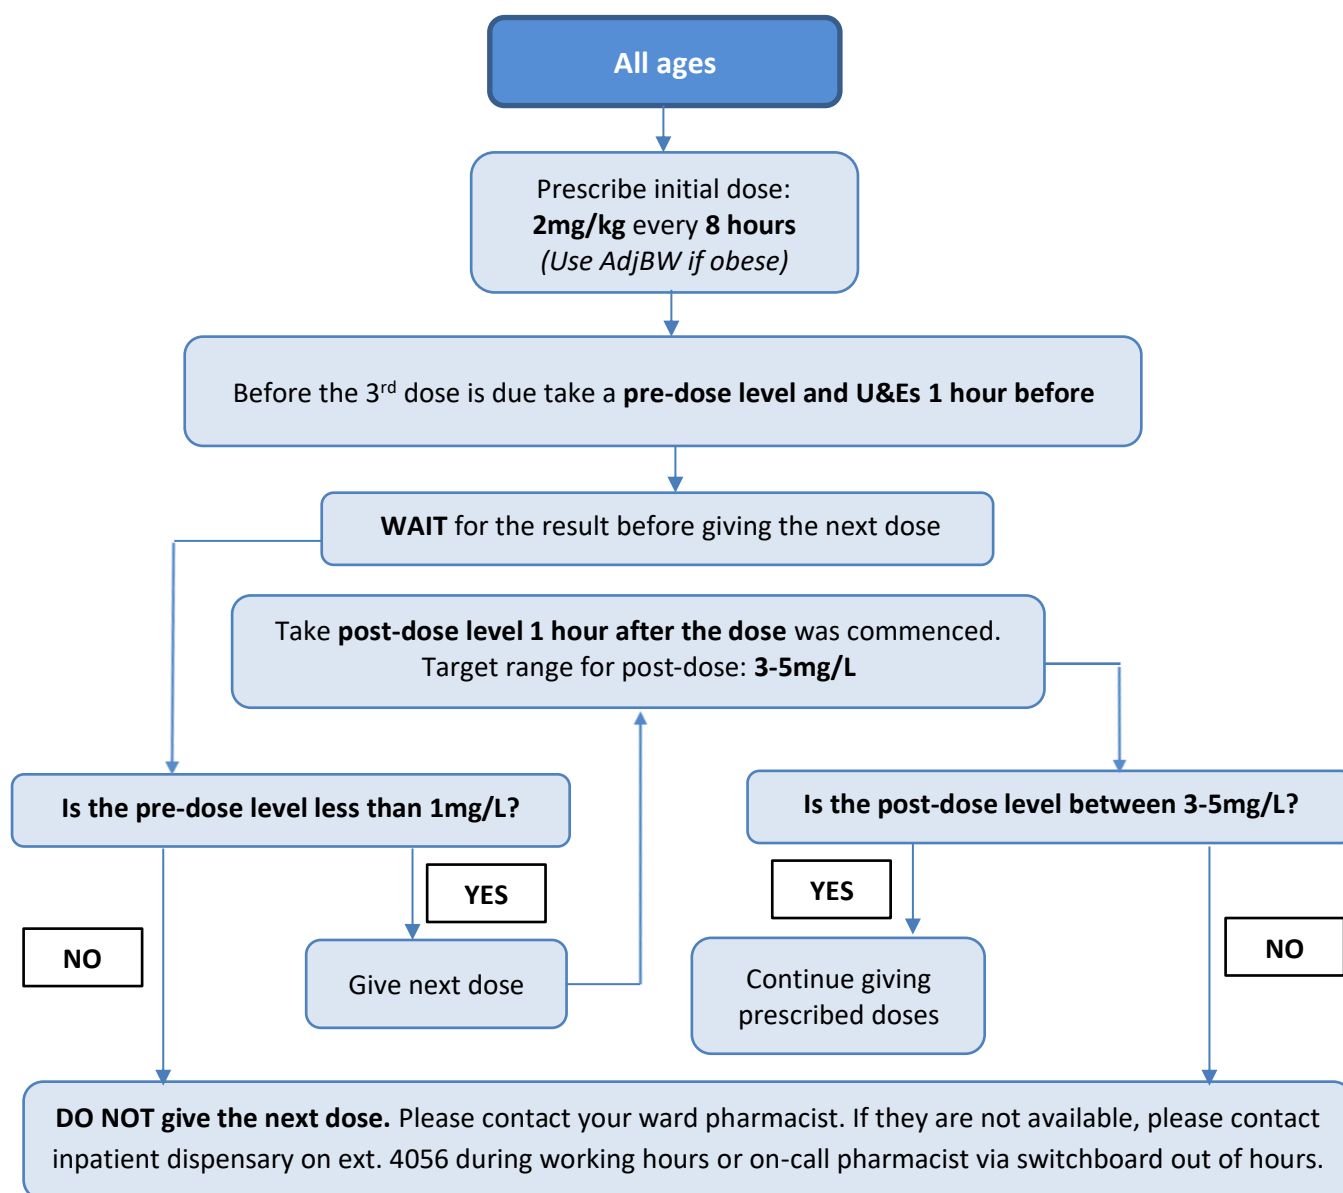 All ages
Prescribe initial dose:
2mg/kg every 8 hours
(Use AdjBW if obese)
Before the 3rd dose is due take a pre-dose level and U&Es 1 hour before
WAIT for the result before giving the next dose
Take post-dose level 1 hour after the dose was commenced.
Target range for post-dose: 3-5mg/L
Is the pre-dose level less than 1mg/L?
Is the post-dose level between 3-5mg/L?
YES
YES
NO
NO
Give next dose
Continue giving
prescribed doses
DO NOT give the next dose. Please contact your ward pharmacist. If they are not available, please contact
inpatient dispensary on ext. 4056 during working hours or on-call pharmacist via switchboard out of hours.